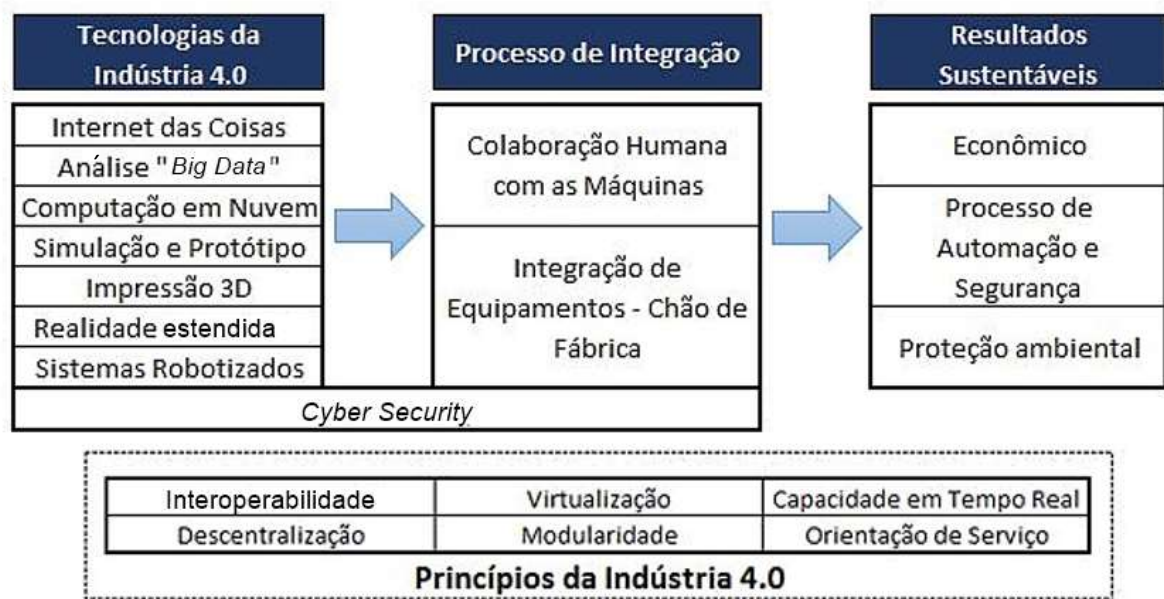 Tecnologias da
Indústria 4.0
Internet das Coisas
Análise "Big Data"
Computação em Nuvem
Simulação e Protótipo
Impressão 3D
Realidade estendida
Sistemas Robotizados
Processo de Integração
Colaboração Humana
com as Máquinas
Integração de
Equipamentos - Chão de
Fábrica
Cyber Security
Resultados
Sustentáveis
Econômico
Processo de
Automação e
Segurança
Proteção ambiental
Interoperabilidade
Virtualização
Capacidade em Tempo Real
Descentralização
Modularidade
Orientação de Serviço
Princípios da Indústria 4.0